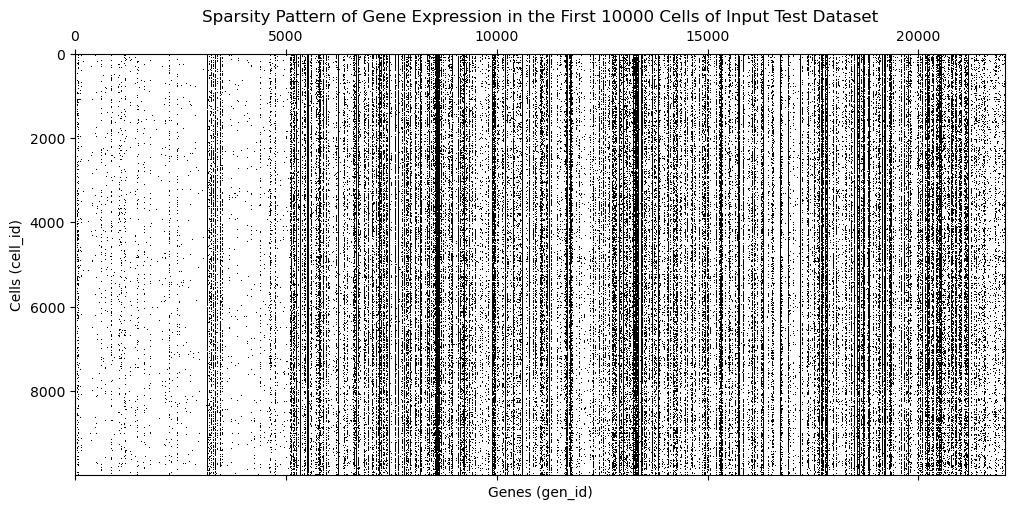 Sparsity Pattern of Gene Expression in the First 10000 Cells of Input Test Dataset
0 5000 10000 15000 20000
0
2000
4000
6000
8000
Cells (cell_id)
Genes (gen_id)